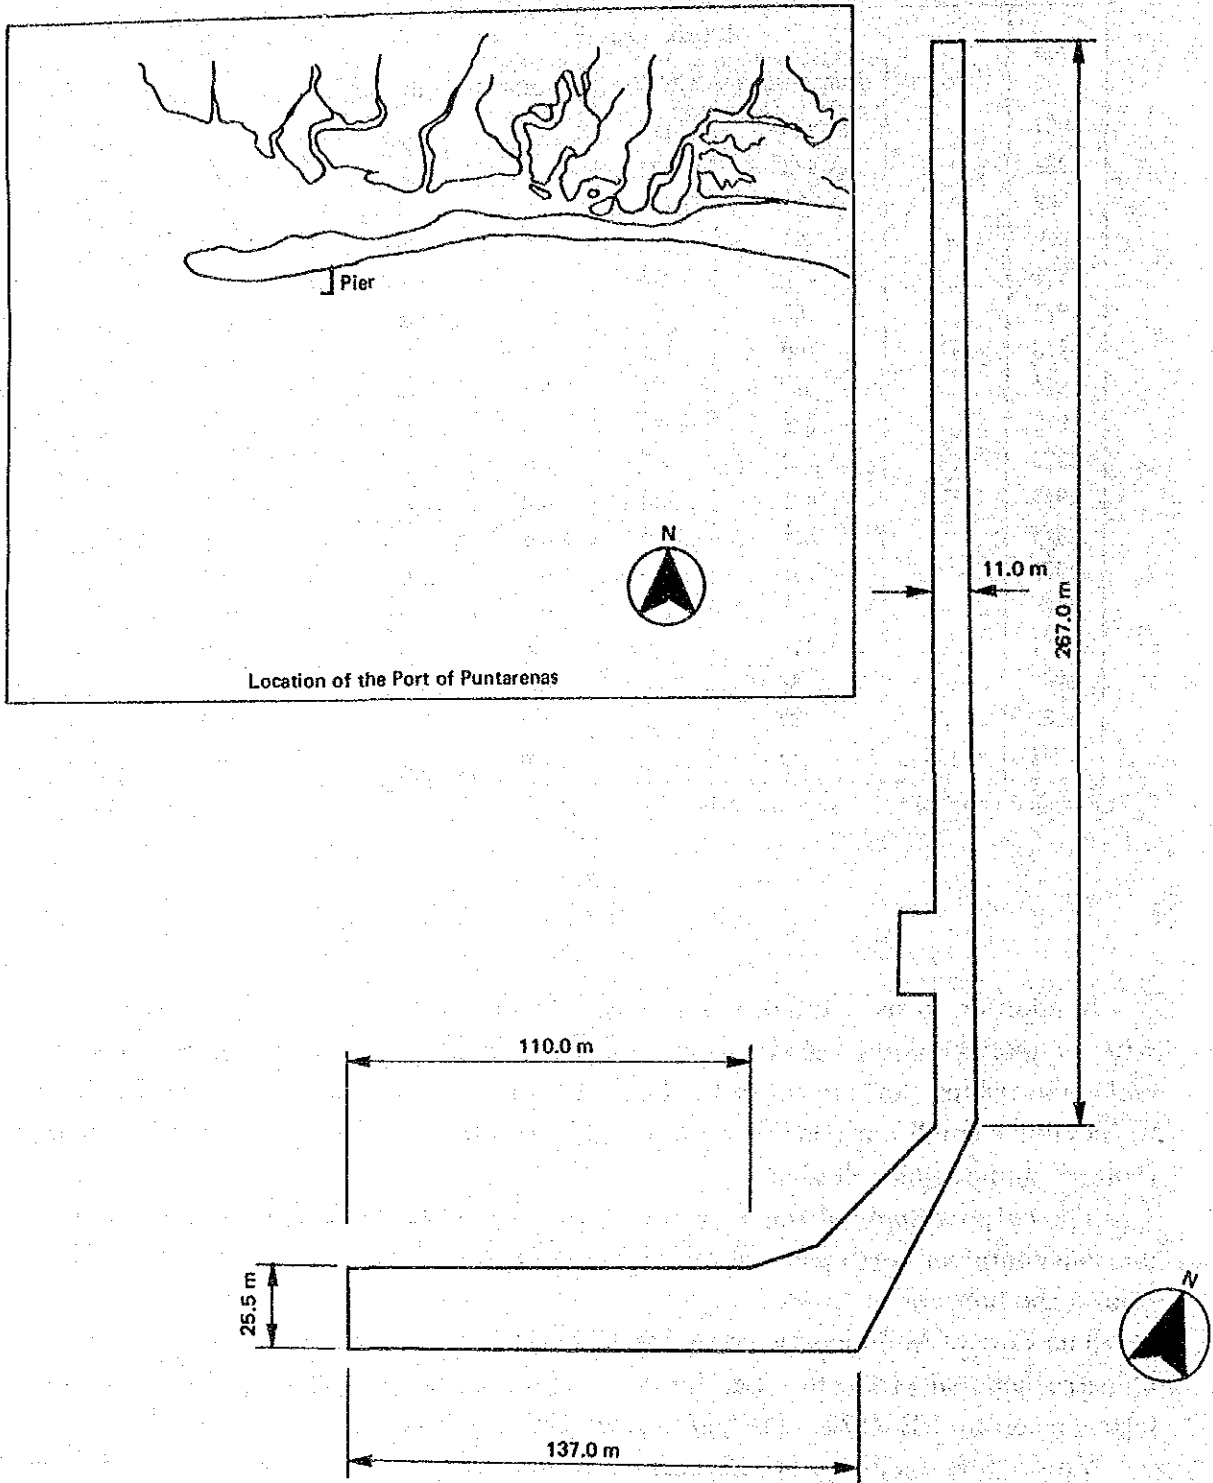 Pier
N
Location of the Port of Puntarenas
11.0 m
267.0 m
110.0 m
25.5 m
N
137.0 m